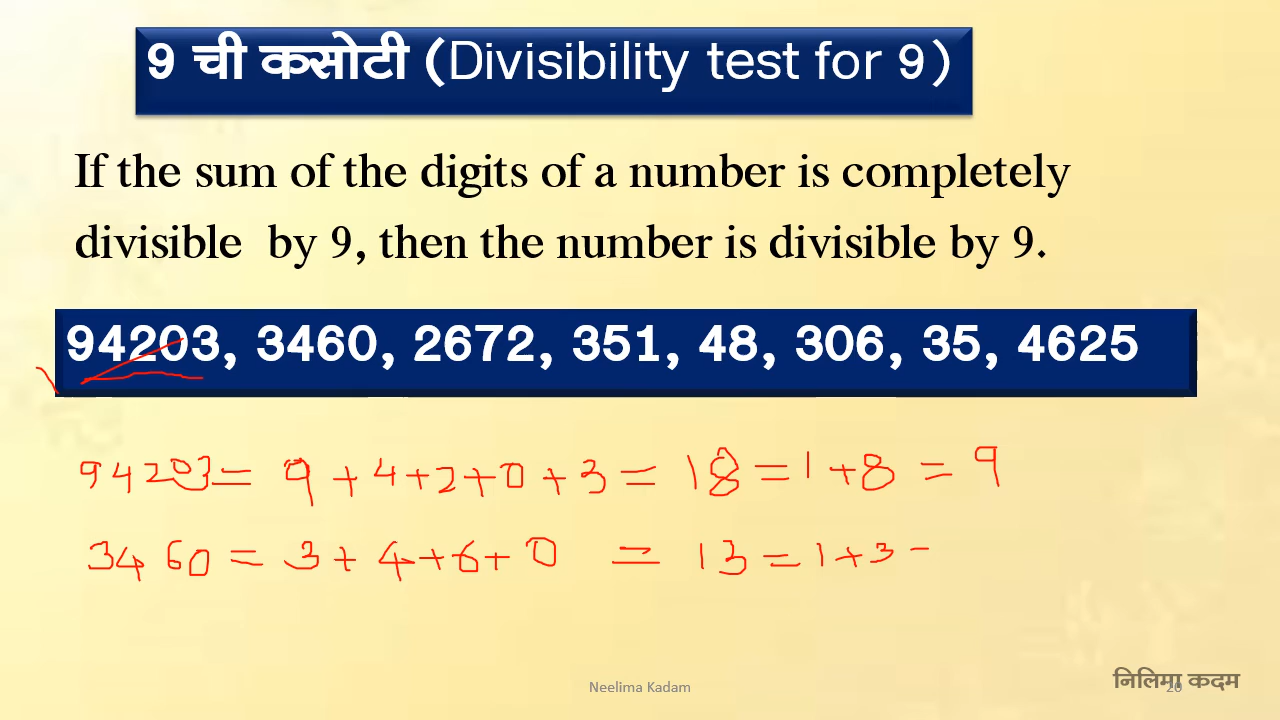 9 ची कसोटी (Divisibility test for 9)
If the sum of the digits of a number is completely
divisible by 9, then the number is divisible by 9.
94203, 3460, 2672, 351, 48, 306, 35, 4625
94203 = 9 + 4 + 2 + 0 + 3 = 18 = 1 + 8 = 9
3460 = 3 + 4 + 6 + 0 = 13 = 1 + 3 -
Neelima Kadam
20
निलिमा कदम